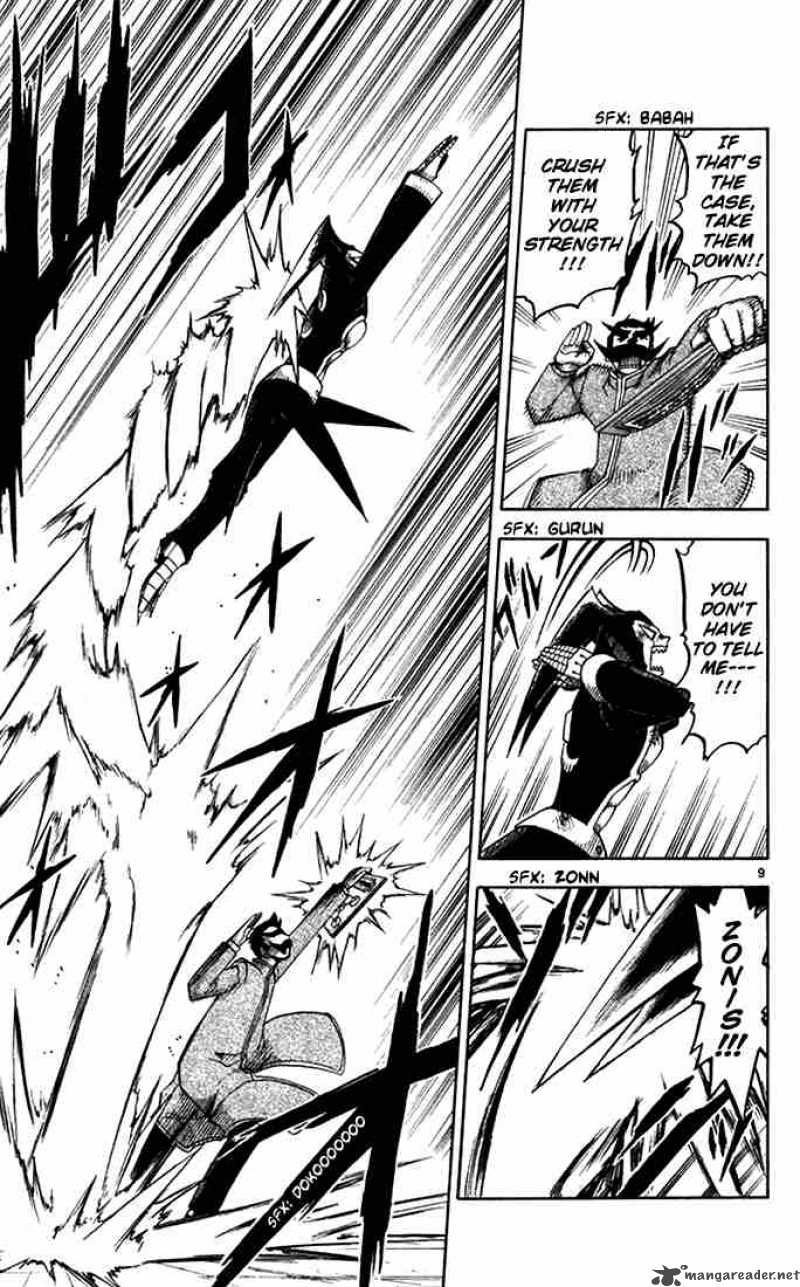 SFX: BABAH
IF
THAT'S
THE
CASE,
TAKE
THEM
DOWN!!
CRUSH
THEM
WITH
YOUR
STRENGTH
!!!
SFX: GURUN
YOU
DON'T
HAVE
TO TELL
ME---
!!!
9
SFX: ZONN
ZONIS!!!
SFX: DOKOOOOOOO
mangareader.net